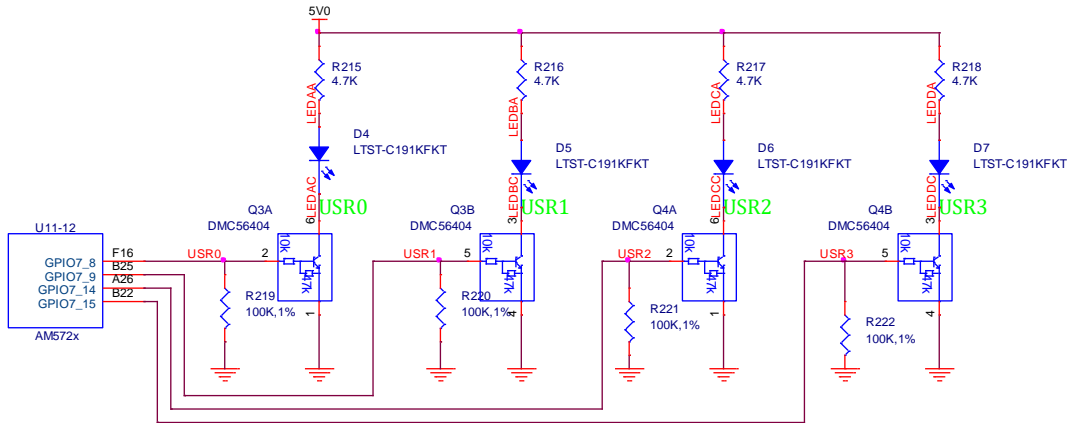 5V0
R215
4.7K
R216
4.7K
R217
4.7K
R218
4.7K
LEDAA
LEDBA
LEDCA
LEDDA
D4
LTST-C191KFKT
D5
LTST-C191KFKT
D6
LTST-C191KFKT
D7
LTST-C191KFKT
LEDAC
LEDBC
LEDCC
LEDDC
USR0
USR1
USR2
USR3
6
3
6
3
Q3A
DMC56404
Q3B
DMC56404
Q4A
DMC56404
Q4B
DMC56404
10k
47k
10k
47k
10k
47k
10k
47k
U11-12
GPIO7_8
GPIO7_9
GPIO7_14
GPIO7_15
F16
B25
A26
B22
AM572x
USR0
2
USR1
5
USR2
2
USR3
5
R219
100K,1%
R220
100K,1%
R221
100K,1%
R222
100K,1%
1
4
1
4